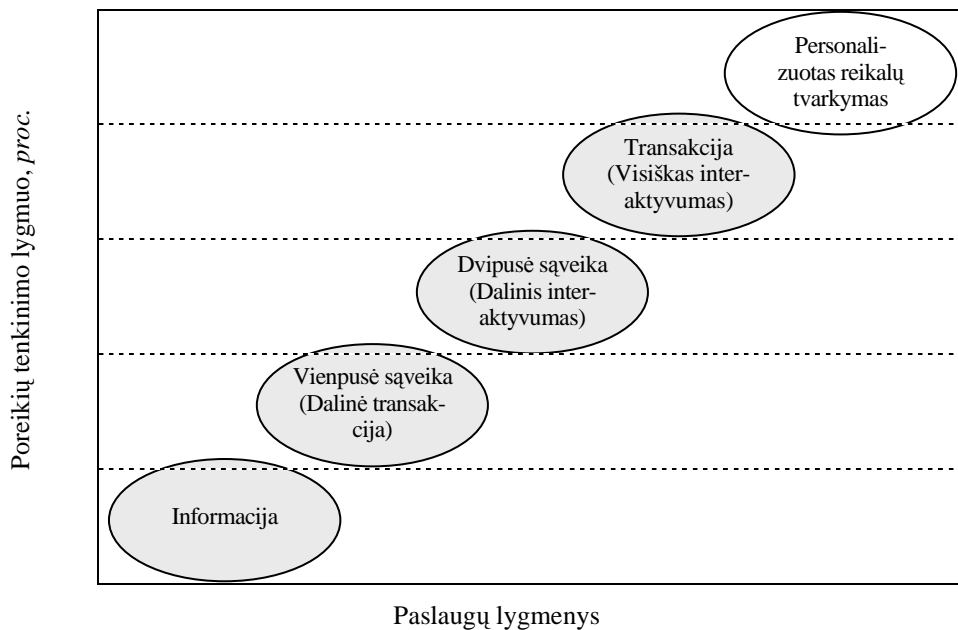 Personali-
zuotas reikalų
tvarkymas
Transakcija
(Visiškas inter-
aktyvumas)
Dvipusė sąveika
(Dalinis inter-
aktyvumas)
Vienpusė sąveika
(Dalinė transak-
cija)
Informacija
Poreikių tenkinimo lygmuo, proc.
Paslaugų lygmenys